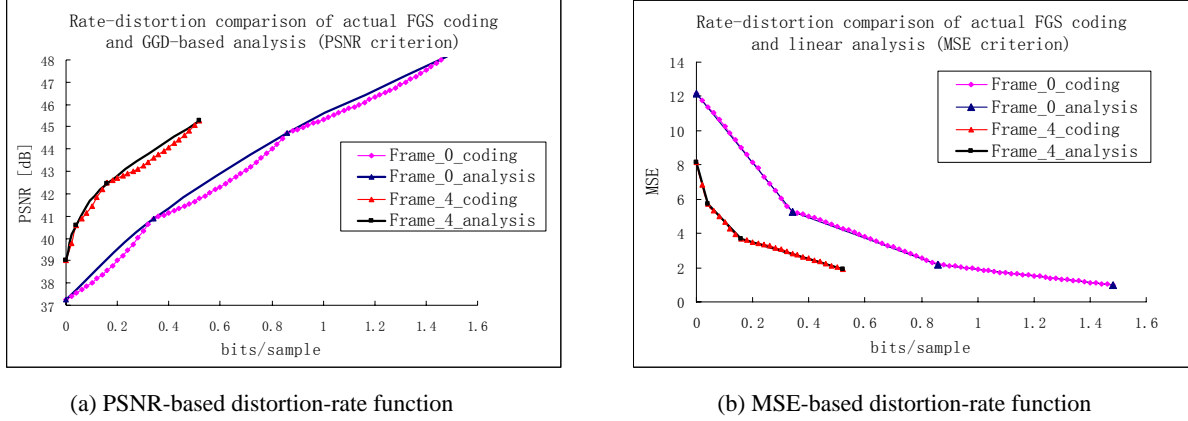 Rate-distortion comparison of actual FGS coding
and GGD-based analysis (PSNR criterion)
48
47
46
45
44
43
42
41
40
39
38
37
PSNR [dB]
Frame_0_coding
Frame_0_analysis
Frame_4_coding
Frame_4_analysis
0 0.2 0.4 0.6 0.8 1 1.2 1.4 1.6
bits/sample
(a) PSNR-based distortion-rate function
Rate-distortion comparison of actual FGS coding
and linear analysis (MSE criterion)
14
12
10
8
6
4
2
0
MSE
Frame_0_coding
Frame_0_analysis
Frame_4_coding
Frame_4_analysis
0 0.2 0.4 0.6 0.8 1 1.2 1.4 1.6
bits/sample
(b) MSE-based distortion-rate function